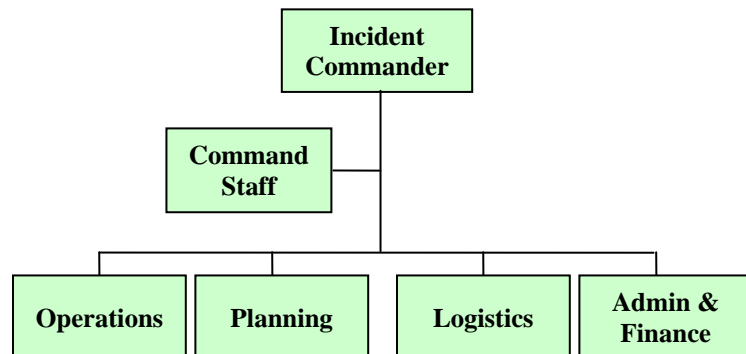 Incident
Commander
Command
Staff
Operations
Planning
Logistics
Admin &
Finance